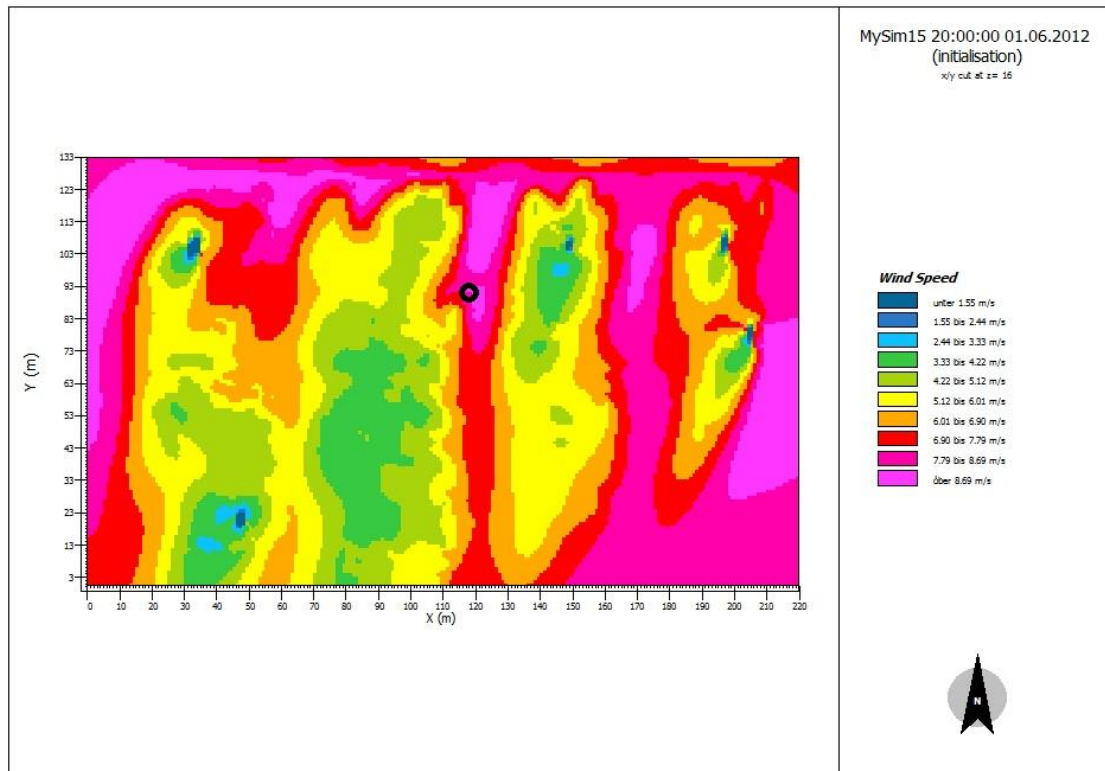 MySim15 20:00:00 01.06.2012
(initialisation)
x/y cut at z= 16
133
123
113
103
93
83
73
63
53
43
33
23
13
3
Y (m)
0 10 20 30 40 50 60 70 80 90 100 110 120 130 140 150 160 170 180 190 200 210 220
X (m)
Wind Speed
unter 1.55 m/s
1.55 bis 2.44 m/s
2.44 bis 3.33 m/s
3.33 bis 4.22 m/s
4.22 bis 5.12 m/s
5.12 bis 6.01 m/s
6.01 bis 6.90 m/s
6.90 bis 7.79 m/s
7.79 bis 8.69 m/s
öber 8.69 m/s
N